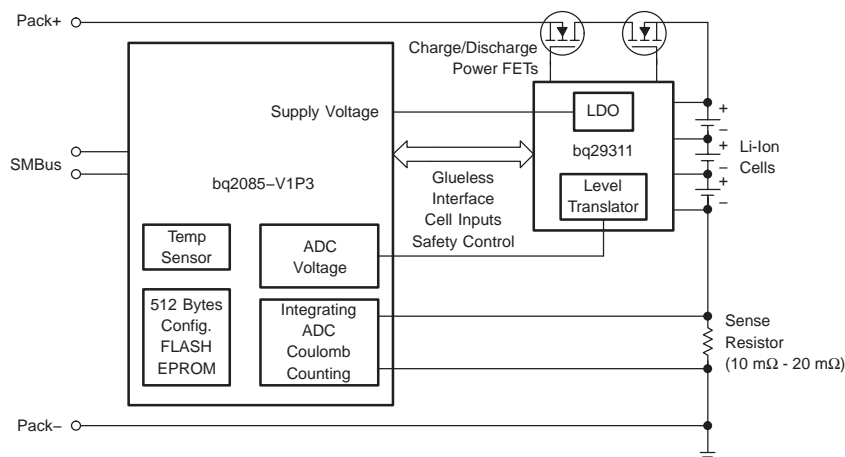 Pack+
Charge/Discharge
Power FETs
Supply Voltage
LDO
bq29311
+
−
+
−
+
−
Li-Ion
Cells
SMBus
bq2085−V1P3
Glueless
Interface
Cell Inputs
Safety Control
Level
Translator
Temp
Sensor
ADC
Voltage
512 Bytes
Config.
FLASH
EPROM
Integrating
ADC
Coulomb
Counting
Sense
Resistor
(10 mΩ - 20 mΩ)
Pack−